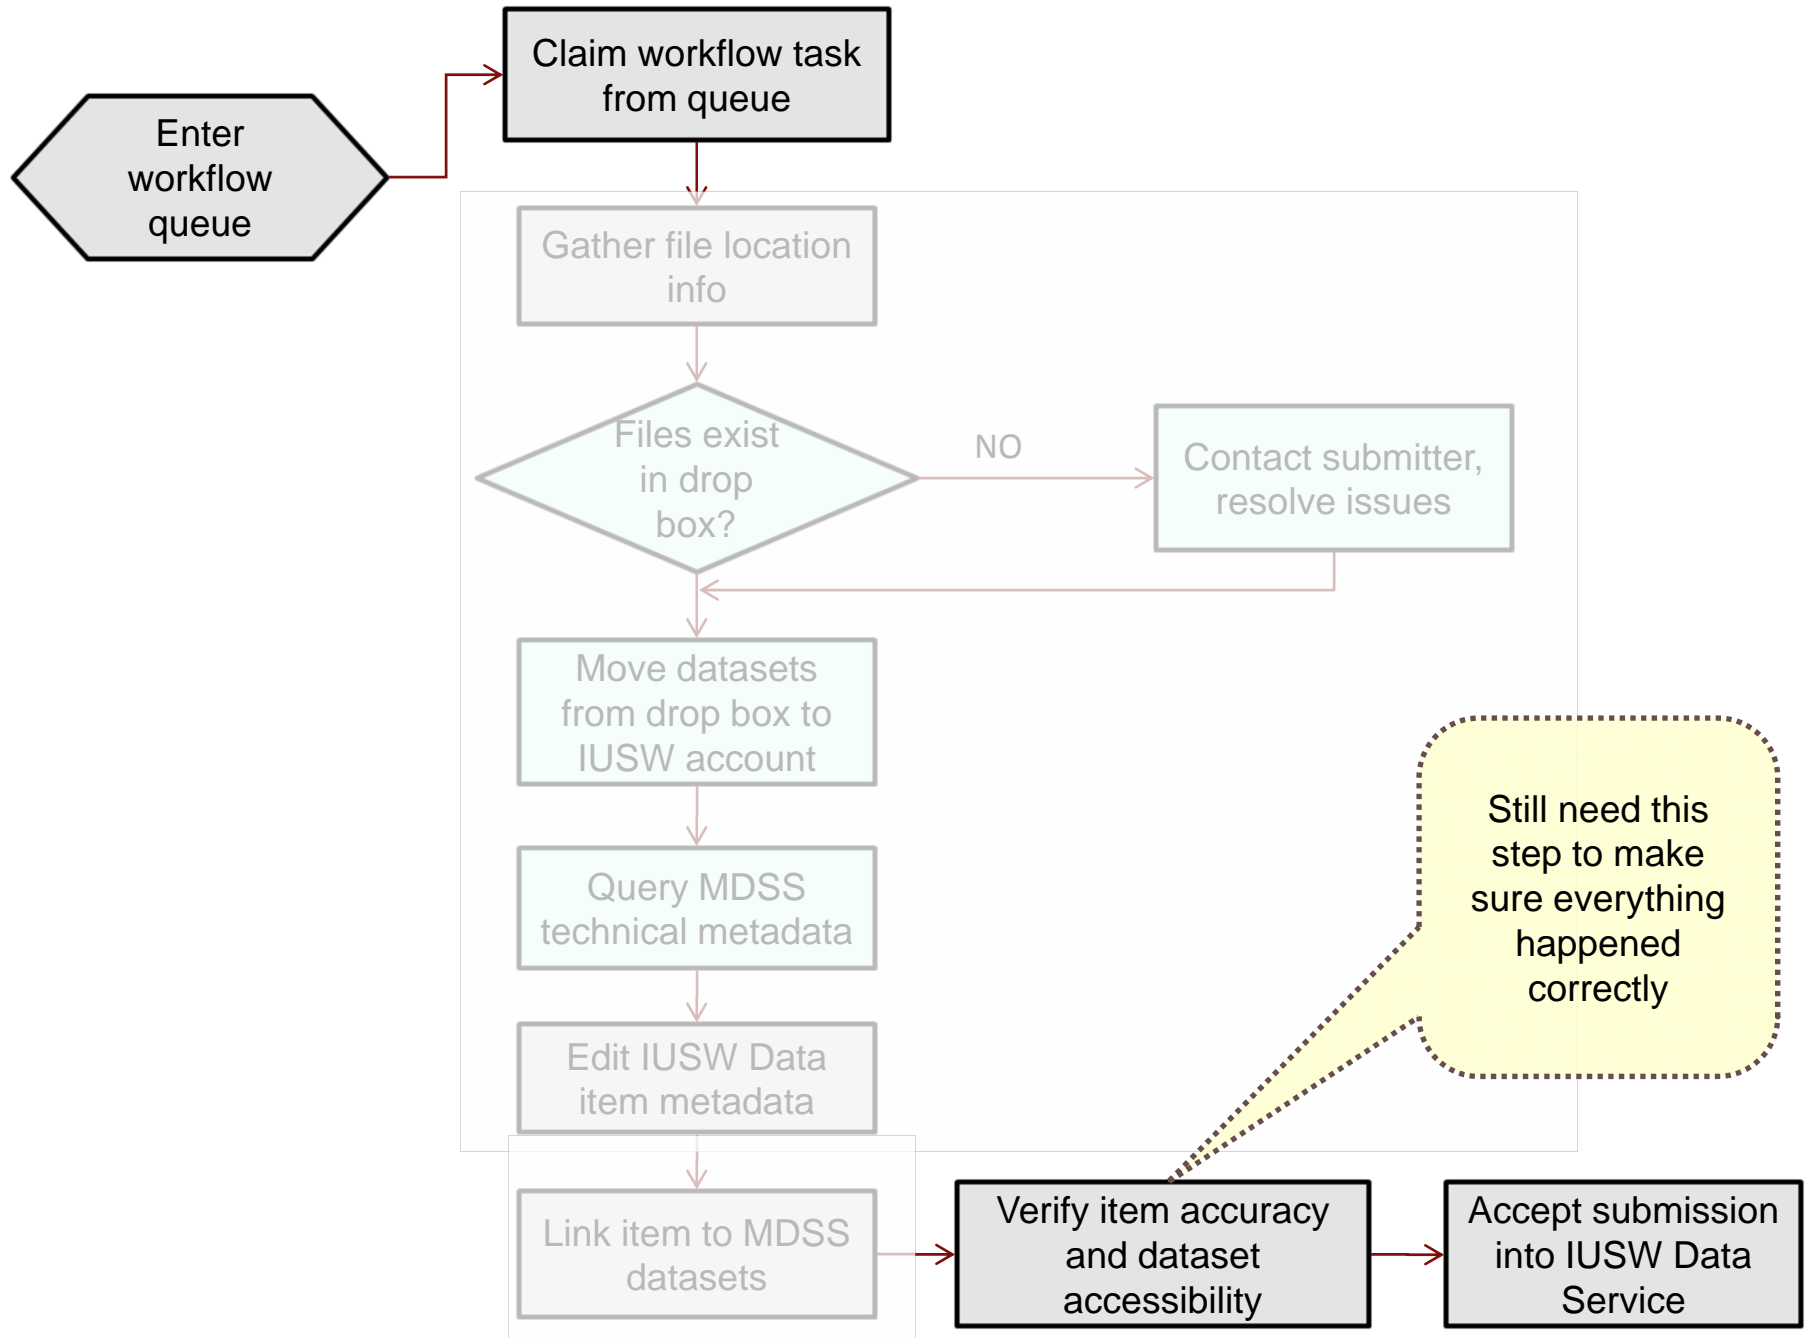 Claim workflow task
from queue
Enter
workflow
queue
Gather file location
info
Files exist
in drop
box?
NO
Contact submitter,
resolve issues
Move datasets
from drop box to
IUSW account
Query MDSS
technical metadata
Edit IUSW Data
item metadata
Link item to MDSS
datasets
Still need this
step to make
sure everything
happened
correctly
Verify item accuracy
and dataset
accessibility
Accept submission
into IUSW Data
Service